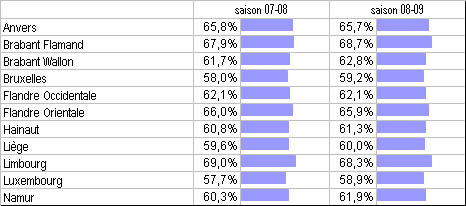 saison 07-08 saison 08-09
Anvers 65,8% 65,7%
Brabant Flamand 67,9% 68,7%
Brabant Wallon 61,7% 62,8%
Bruxelles 58,0% 59,2%
Flandre Occidentale 62,1% 62,1%
Flandre Orientale 66,0% 65,9%
Hainaut 60,8% 61,3%
Liège 59,6% 60,0%
Limbourg 69,0% 68,3%
Luxembourg 57,7% 58,9%
Namur 60,3% 61,9%